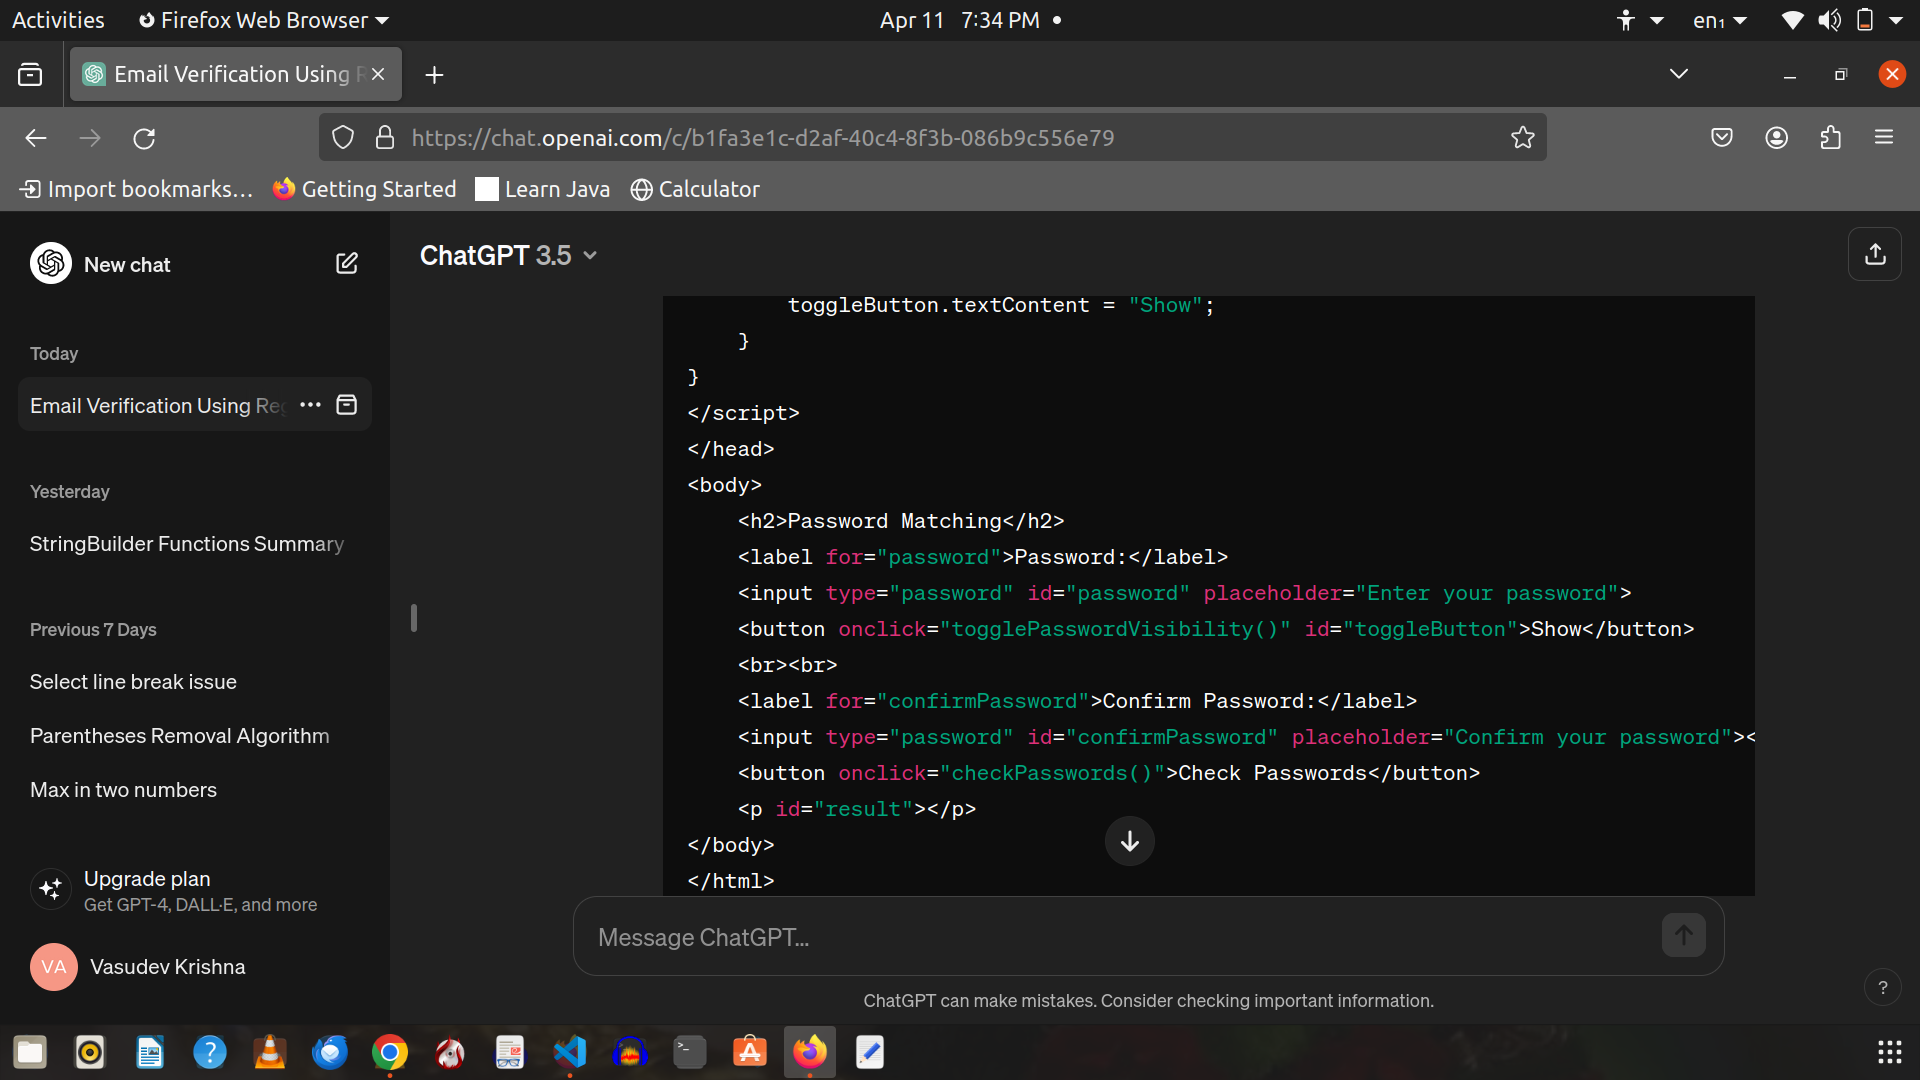 Activities
Firefox Web Browser
Apr 11 7:34 PM
en₁
Email Verification Using
https://chat.openai.com/c/b1fa3e1c-d2af-40c4-8f3b-086b9c556e79
Import bookmarks...
Getting Started
Learn Java
Calculator
New chat
ChatGPT 3.5
Today
Email Verification Using Reg
Yesterday
StringBuilder Functions Summary
Previous 7 Days
Select line break issue
Parentheses Removal Algorithm
Max in two numbers
Upgrade plan
Get GPT-4, DALL·E, and more
VA
Vasudev Krishna
toggleButton.textContent = "Show";
}
}
</script>
</head>
<body>
<h2>Password Matching</h2>
<label for="password">Password:</label>
<input type="password" id="password" placeholder="Enter your password">
<button onclick="togglePasswordVisibility()" id="toggleButton">Show</button>
<br><br>
<label for="confirmPassword">Confirm Password:</label>
<input type="password" id="confirmPassword" placeholder="Confirm your password"><
<button onclick="checkPasswords()">Check Passwords</button>
<p id="result"></p>
</body>
</html>
Message ChatGPT...
ChatGPT can make mistakes. Consider checking important information.
?